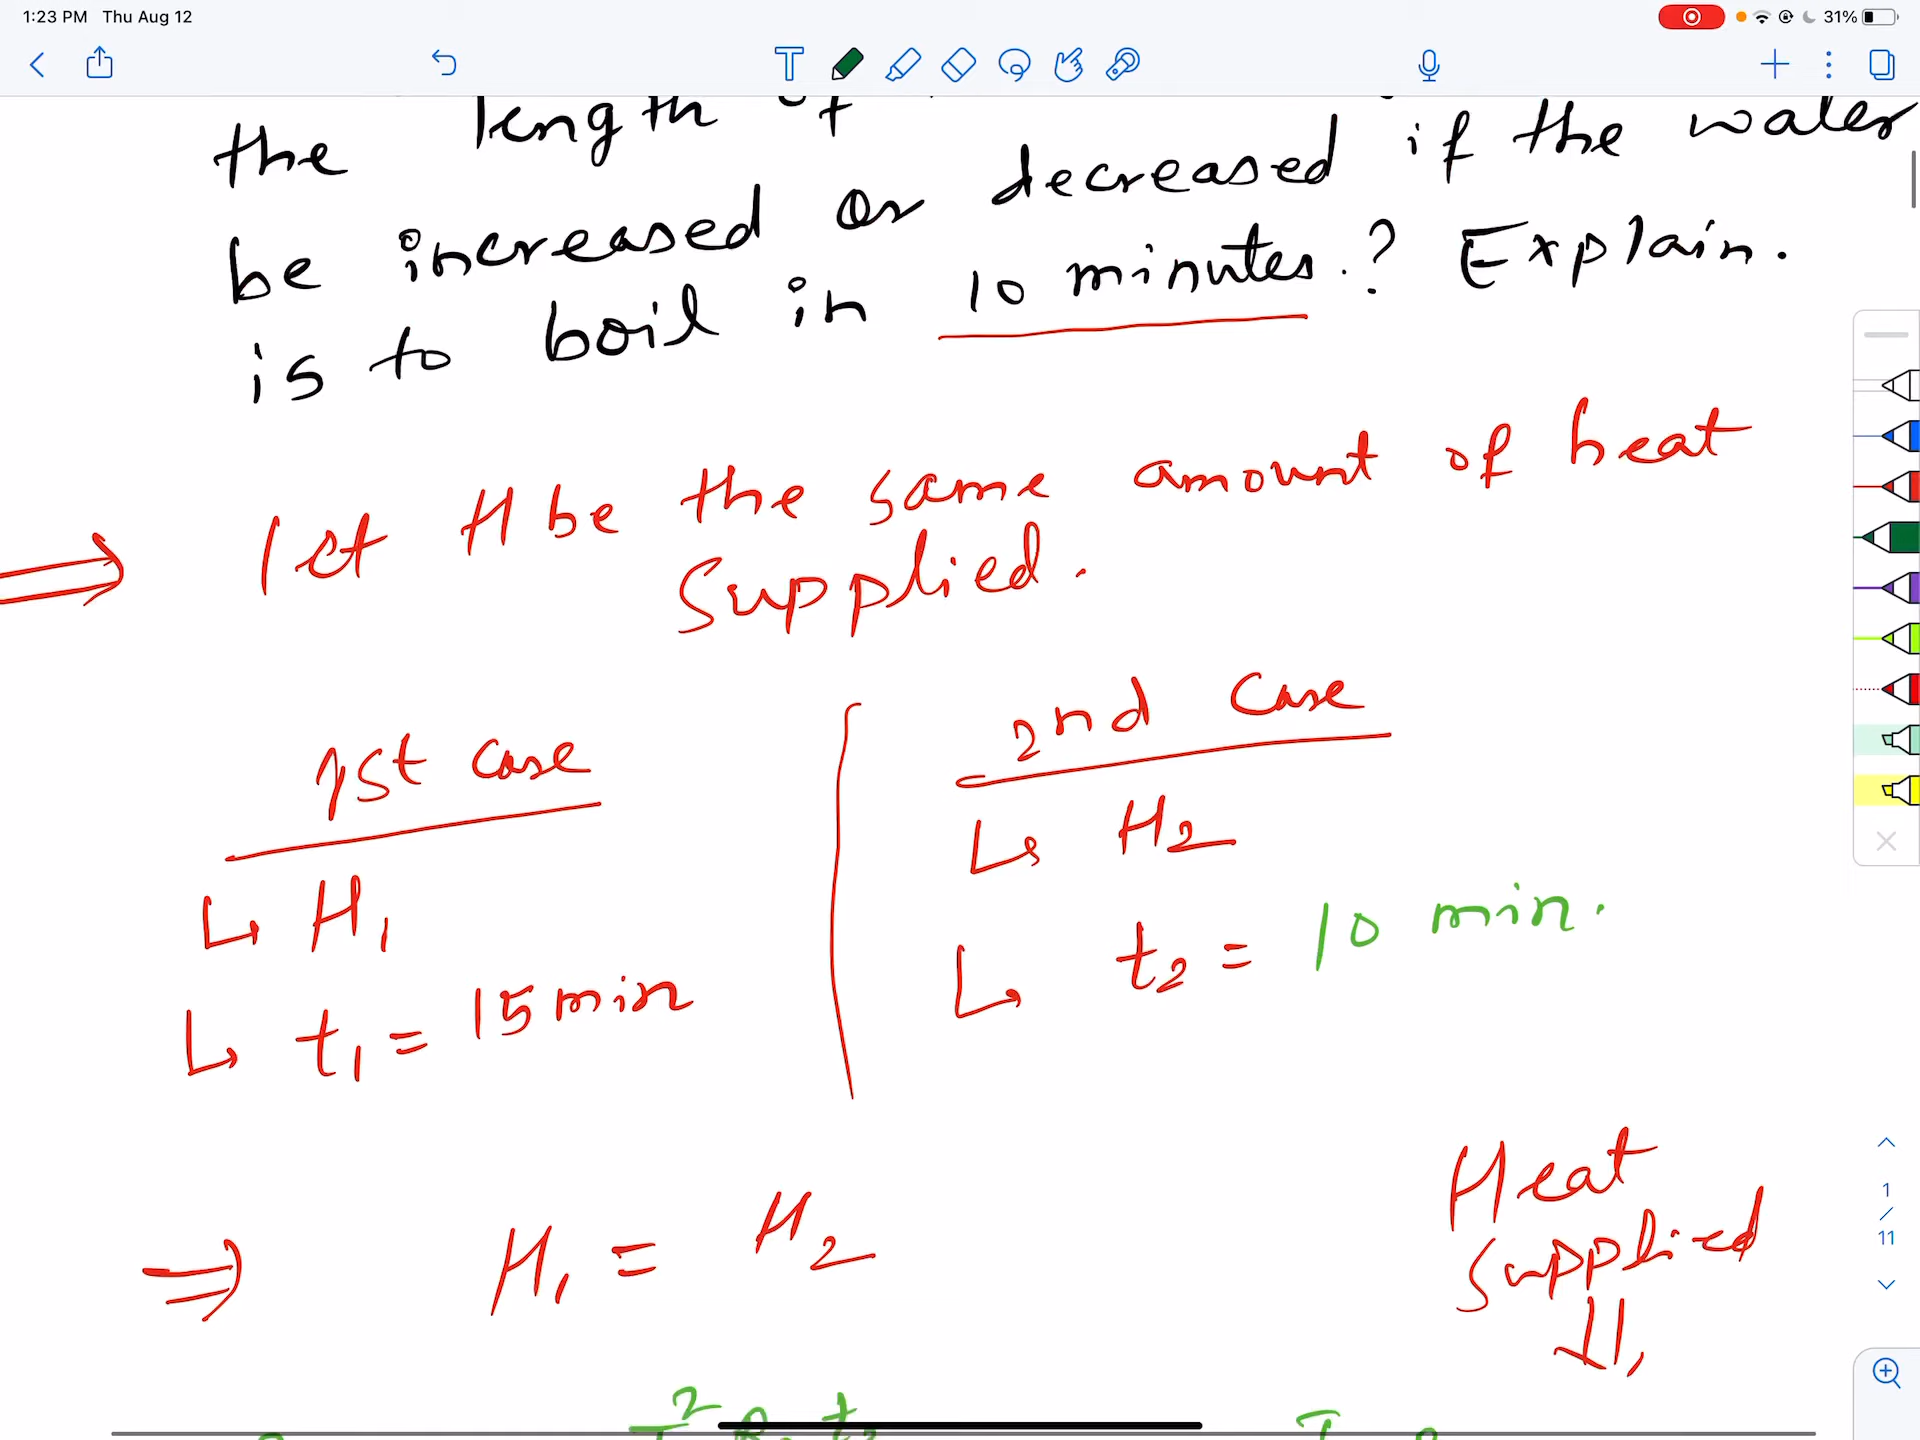 1:23 PM Thu Aug 12
31%
the length of
be increased or decreased if the water
is to boil in 10 minutes.? Explain.
let H be the same amount of heat
supplied.
1st case
H1
t1 = 15 min
2nd case
H2
t2 = 10 min.
H1 = H2
Heat
supplied
1
/
11